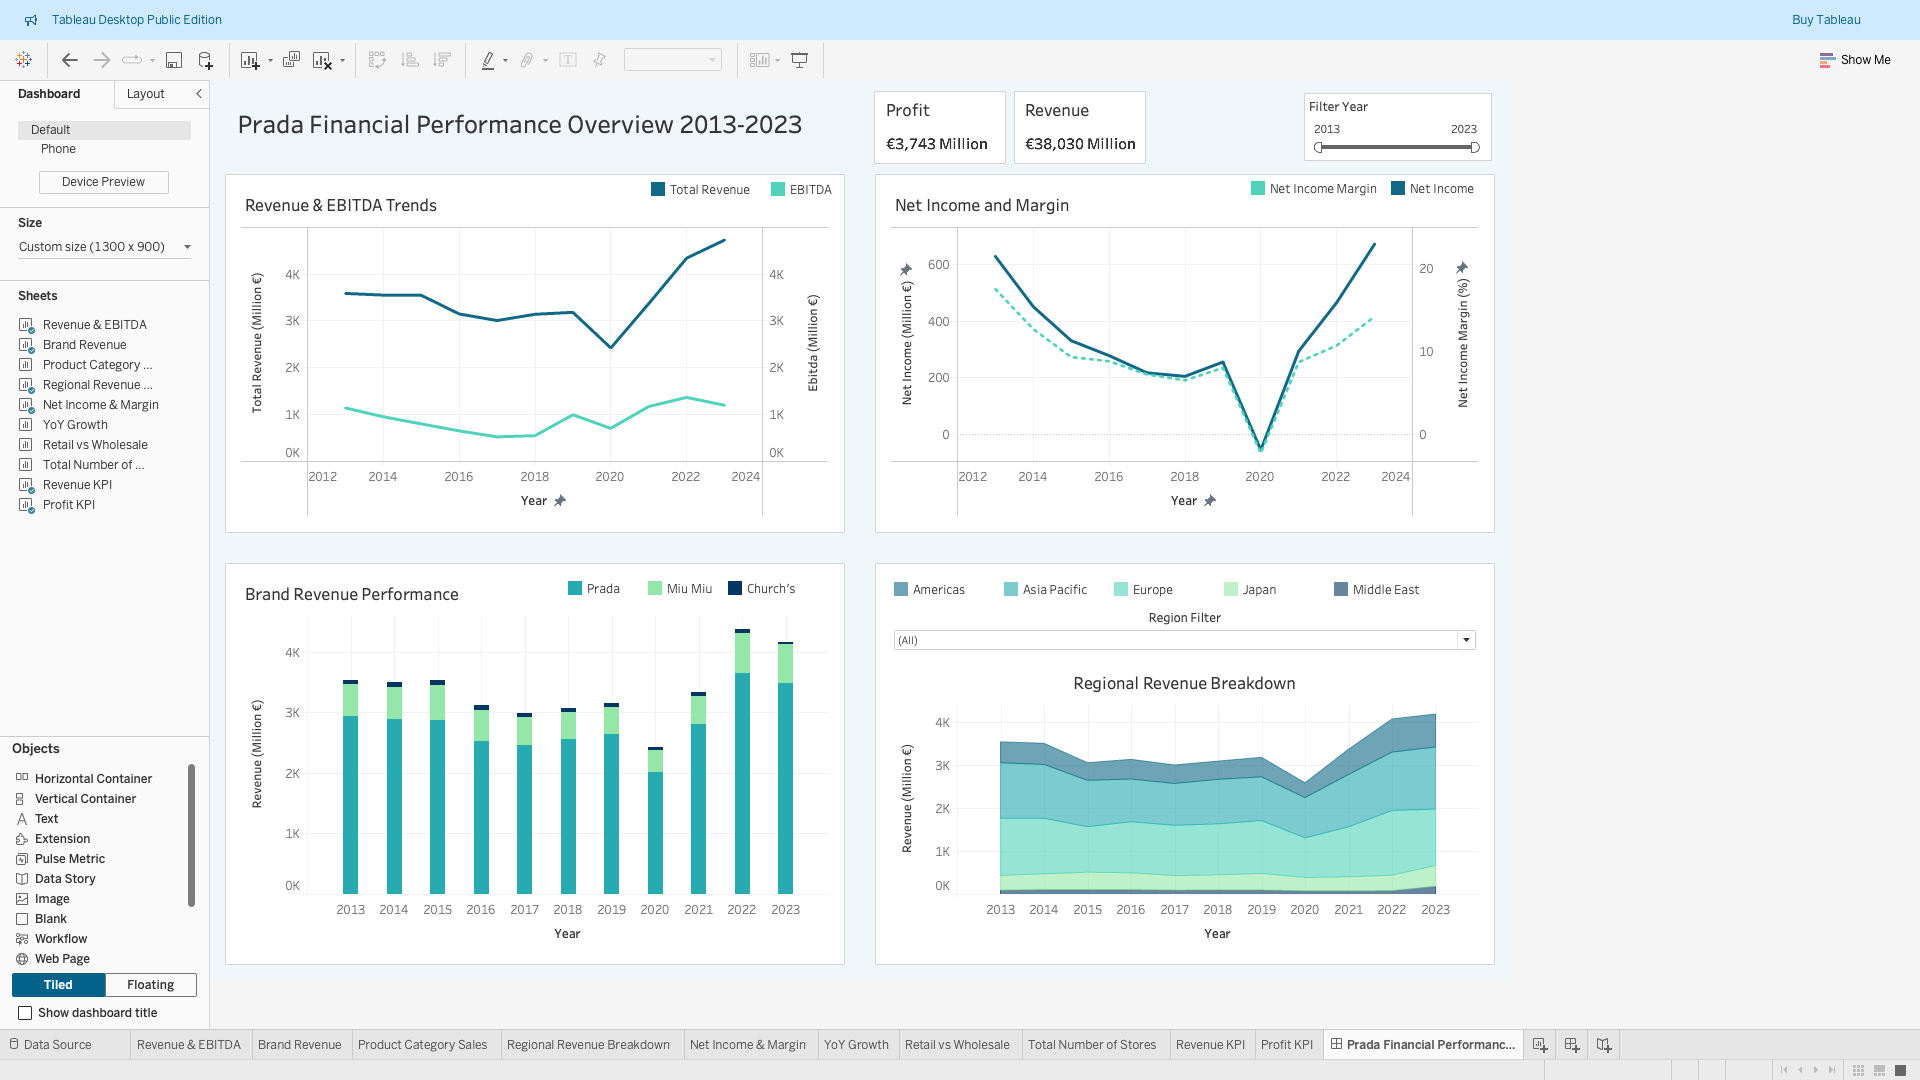 Tableau Desktop Public Edition
Buy Tableau
Show Me
Dashboard
Layout
Default
Phone
Device Preview
Size
Custom size (1300 x 900)
Sheets
Revenue & EBITDA
Brand Revenue
Product Category ...
Regional Revenue ...
Net Income & Margin
YoY Growth
Retail vs Wholesale
Total Number of ...
Revenue KPI
Profit KPI
Objects
Horizontal Container
Vertical Container
Text
Extension
Pulse Metric
Data Story
Image
Blank
Workflow
Web Page
Tiled
Floating
Show dashboard title
Prada Financial Performance Overview 2013-2023
Profit
€3,743 Million
Revenue
€38,030 Million
Filter Year
2013 2023
Total Revenue EBITDA
Revenue & EBITDA Trends
Total Revenue (Million €)
4K
3K
2K
1K
0K
4K
3K
2K
1K
0K
Ebitda (Million €)
2012 2014 2016 2018 2020 2022 2024
Year
Net Income Margin Net Income
Net Income and Margin
Net Income (Million €)
600
400
200
0
20
10
0
Net Income Margin (%)
2012 2014 2016 2018 2020 2022 2024
Year
Prada Miu Miu Church's
Brand Revenue Performance
Revenue (Million €)
4K
3K
2K
1K
0K
2013 2014 2015 2016 2017 2018 2019 2020 2021 2022 2023
Year
Americas Asia Pacific Europe Japan Middle East
Region Filter
(All)
Regional Revenue Breakdown
Revenue (Million €)
4K
3K
2K
1K
0K
2013 2014 2015 2016 2017 2018 2019 2020 2021 2022 2023
Year
Data Source
Revenue & EBITDA
Brand Revenue
Product Category Sales
Regional Revenue Breakdown
Net Income & Margin
YoY Growth
Retail vs Wholesale
Total Number of Stores
Revenue KPI
Profit KPI
Prada Financial Performanc...